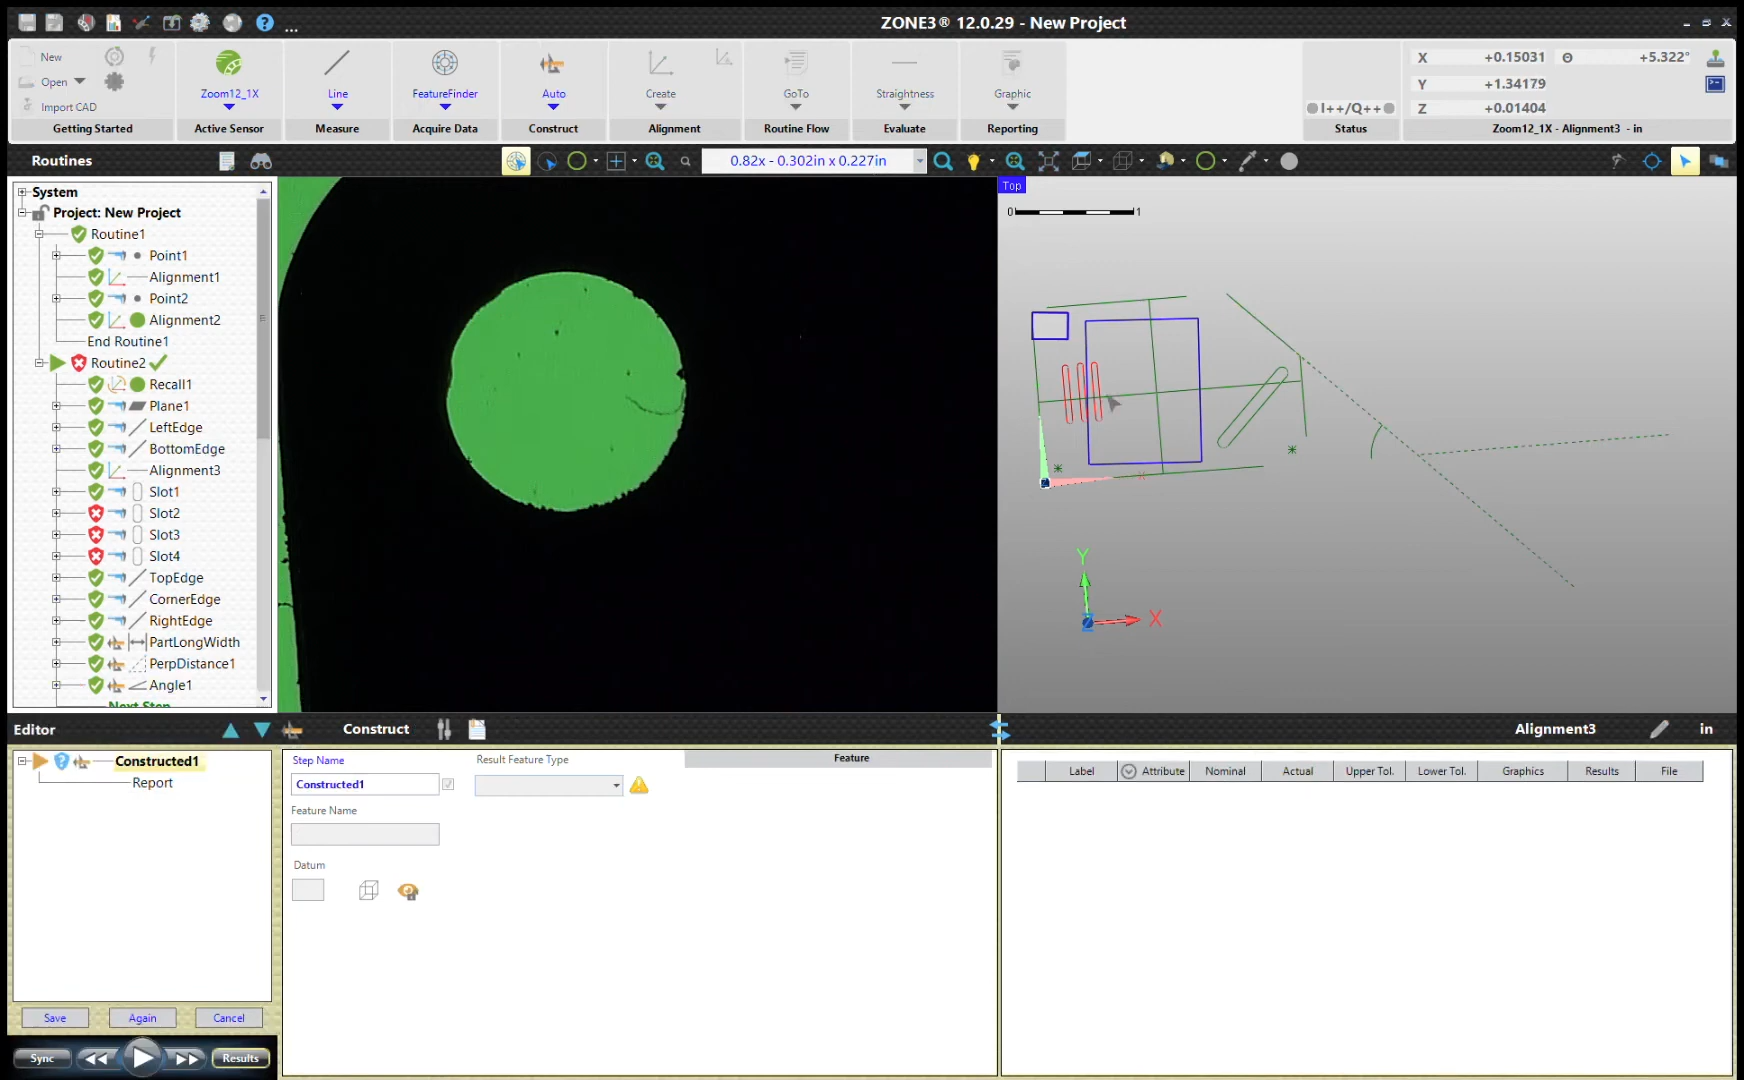 ? ... ZONE3® 12.0.29 - New Project
New
Open
Import CAD
Getting Started
Zoom12_1X
Active Sensor
Line
Measure
FeatureFinder
Acquire Data
Auto
Construct
Create
Alignment
GoTo
Routine Flow
Straightness
Evaluate
Graphic
Reporting
I++/Q++
Status
X +0.15031 Θ +5.322°
Y +1.34179
Z +0.01404
Zoom12_1X - Alignment3 - in
Routines
0.82x - 0.302in x 0.227in
System
Project: New Project
Routine1
Point1
Alignment1
Point2
Alignment2
End Routine1
Routine2
Recall1
Plane1
LeftEdge
BottomEdge
Alignment3
Slot1
Slot2
Slot3
Slot4
TopEdge
CornerEdge
RightEdge
PartLongWidth
PerpDistance1
Angle1
Next Step
Top
0 1
X
Y
X
Z
Editor
Construct
Alignment3
in
Constructed1
Report
Step Name
Constructed1
Feature Name
Datum
Result Feature Type
Feature
Label Attribute Nominal Actual Upper Tol. Lower Tol. Graphics Results File
Save Again Cancel
Sync Results